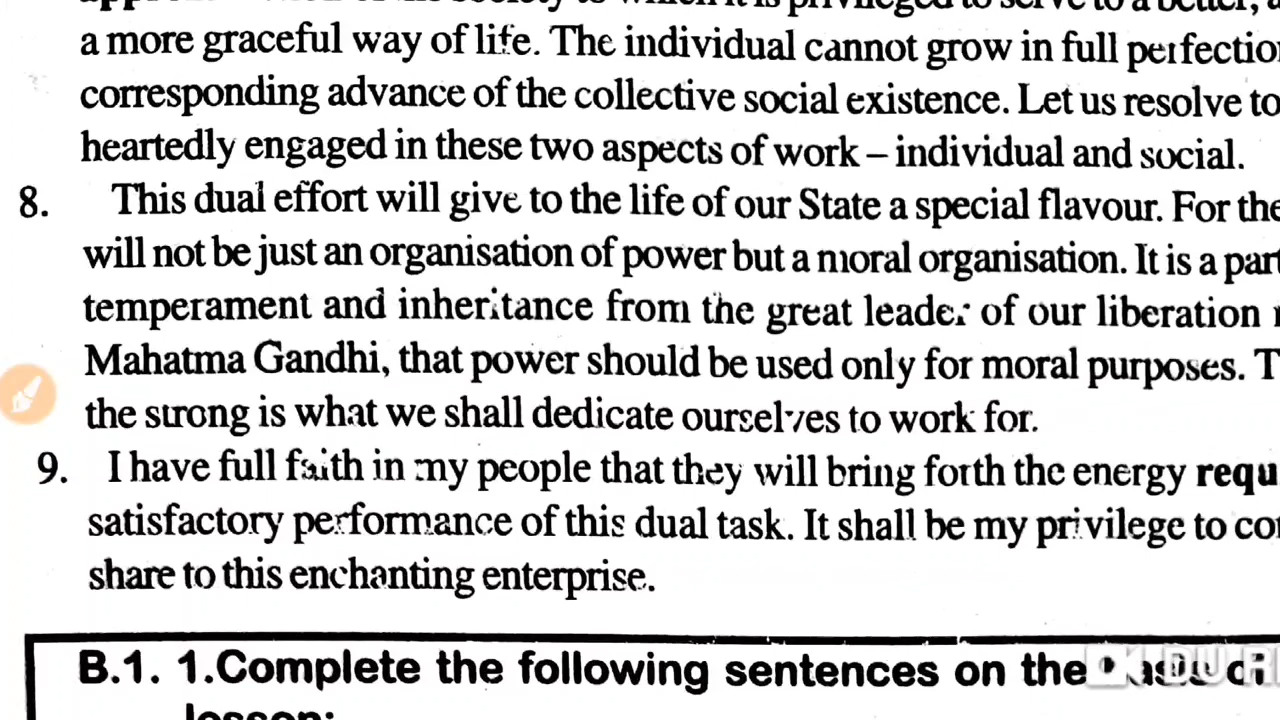 a more graceful way of life. The individual cannot grow in full perfectio
corresponding advance of the collective social existence. Let us resolve to
heartedly engaged in these two aspects of work – individual and social.
8. This dual effort will give to the life of our State a special flavour. For the
will not be just an organisation of power but a moral organisation. It is a part
temperament and inheritance from the great leader of our liberation
Mahatma Gandhi, that power should be used only for moral purposes. T
the strong is what we shall dedicate ourselves to work for.
9. I have full faith in my people that they will bring forth the energy requ
satisfactory performance of this dual task. It shall be my privilege to co
share to this enchanting enterprise.
B.1. 1.Complete the following sentences on the basis of
lesson: